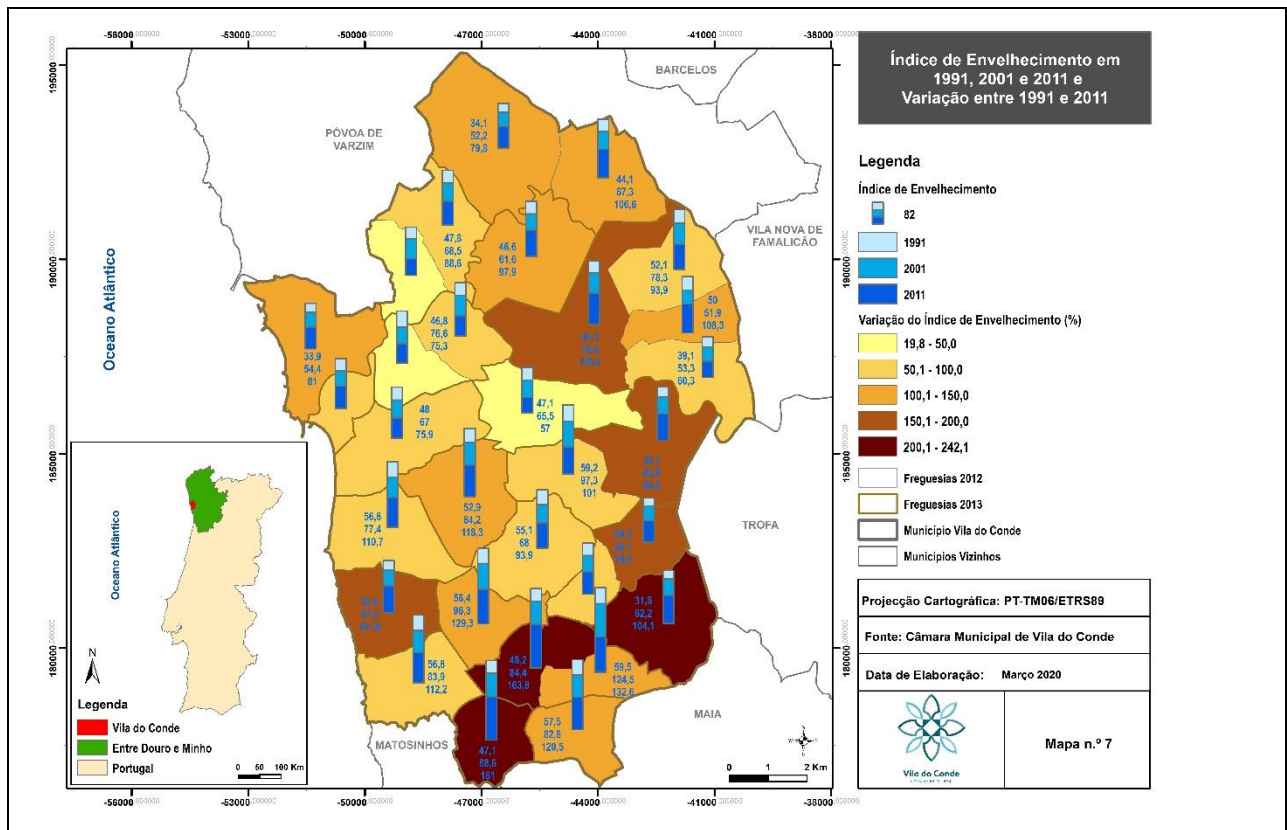 -56000,000000
-53000,000000
-50000,000000
-47000,000000
-44000,000000
-41000,000000
-38000,000000
195000
190000
185000
180000
BARCELOS
PÓVOA DE
VARZIM
VILA NOVA DE
FAMALICÃO
TROFA
MAIA
MATOSINHOS
Oceano Atlântico
34,1
52,2
79,8
44,1
67,3
106,6
47,8
68,5
88,6
46,6
61,6
97,9
52,1
78,3
93,9
50
51,9
108,3
39,1
53,3
60,3
46,8
76,6
75,3
33,9
54,4
81
48
67
75,9
47,1
65,5
57
59,2
97,3
101
52,9
84,2
118,3
56,6
77,4
110,7
55,1
68
93,9
56,4
96,3
129,3
31,6
62,2
104,1
48,2
84,4
163,8
59,5
124,5
132,6
56,8
83,9
112,2
57,5
82,6
120,5
47,1
88,6
161
0 1 2 Km
Oceano Atlântico
N
Legenda
Vila do Conde
Entre Douro e Minho
Portugal
0 50 100 Km
Índice de Envelhecimento em
1991, 2001 e 2011 e
Variação entre 1991 e 2011
Legenda
Índice de Envelhecimento
82
1991
2001
2011
Variação do Índice de Envelhecimento (%)
19,8 - 50,0
50,1 - 100,0
100,1 - 150,0
150,1 - 200,0
200,1 - 242,1
Freguesias 2012
Freguesias 2013
Município Vila do Conde
Municípios Vizinhos
Projecção Cartográfica: PT-TM06/ETRS89
Fonte: Câmara Municipal de Vila do Conde
Data de Elaboração: Março 2020
Vila do Conde
Mapa n.º 7